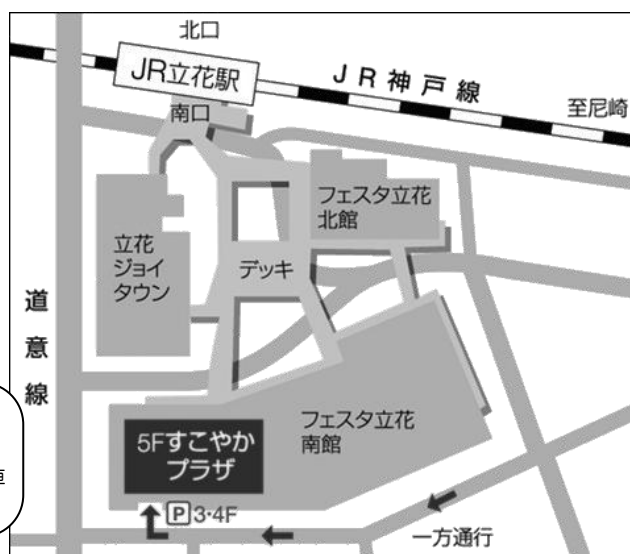 北口
JR立花駅
JR神戸線
至尼崎
南口
フェスタ立花
北館
立花
ジョイ
タウン
デッキ
道意線
フェスタ立花
南館
5Fすこやか
プラザ
P3・4F
一方通行